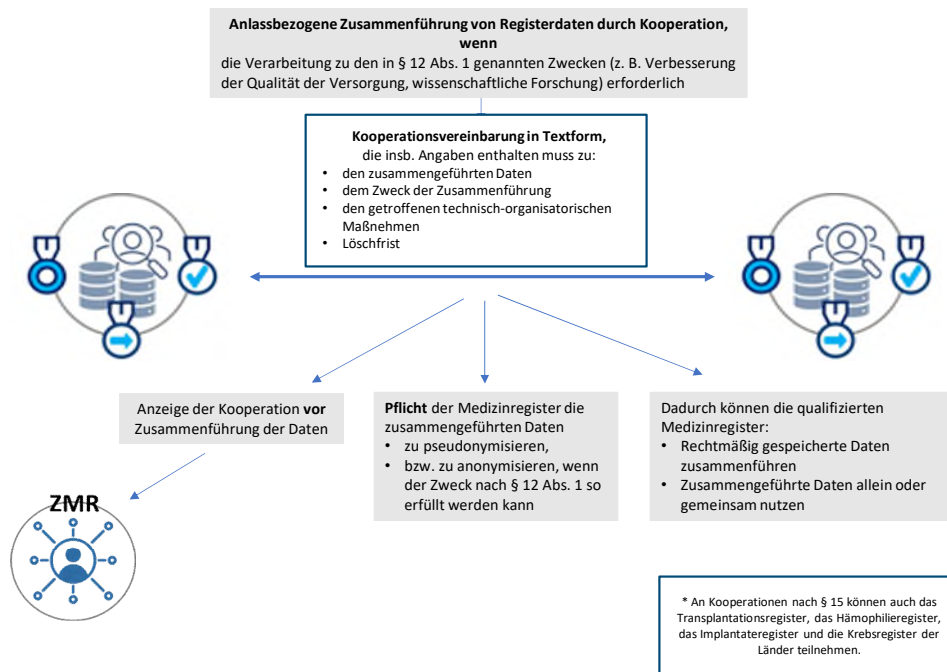 Anlassbezogene Zusammenführung von Registerdaten durch Kooperation,
wenn
die Verarbeitung zu den in § 12 Abs. 1 genannten Zwecken (z. B. Verbesserung
der Qualität der Versorgung, wissenschaftliche Forschung) erforderlich
Kooperationsvereinbarung in Textform,
die insb. Angaben enthalten muss zu:
• den zusammengeführten Daten
• dem Zweck der Zusammenführung
• den getroffenen technisch-organisatorischen
Maßnehmen
• Löschfrist
Anzeige der Kooperation vor
Zusammenführung der Daten
Pflicht der Medizinregister die
zusammengeführten Daten
• zu pseudonymisieren,
• bzw. zu anonymisieren, wenn
der Zweck nach § 12 Abs. 1 so
erfüllt werden kann
Dadurch können die qualifizierten
Medizinregister:
• Rechtmäßig gespeicherte Daten
zusammenführen
• Zusammengeführte Daten allein oder
gemeinsam nutzen
ZMR
* An Kooperationen nach § 15 können auch das
Transplantationsregister, das Hämophilieregister,
das Implantateregister und die Krebsregister der
Länder teilnehmen.